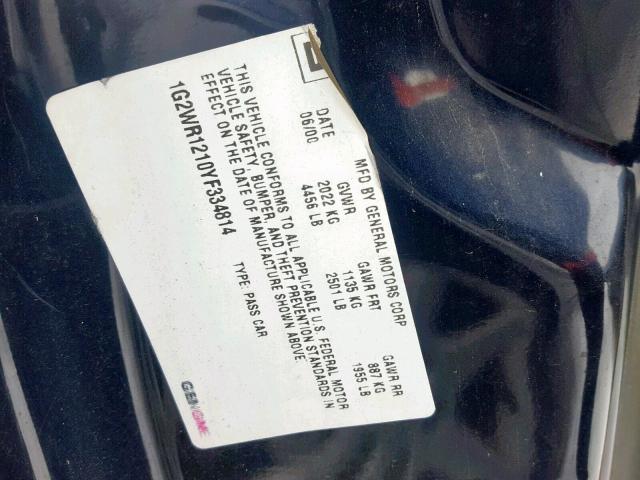 MFD BY GENERAL MOTORS CORP
DATE GVWR GAWR FRT GAWR RR
06/00 2022 KG 1135 KG 887 KG
4456 LB 2501 LB 1955 LB
THIS VEHICLE CONFORMS TO ALL APPLICABLE U.S. FEDERAL MOTOR
VEHICLE SAFETY, BUMPER, AND THEFT PREVENTION STANDARDS IN
EFFECT ON THE DATE OF MANUFACTURE SHOWN ABOVE
1G2WR1210YF334814 TYPE: PASS CAR